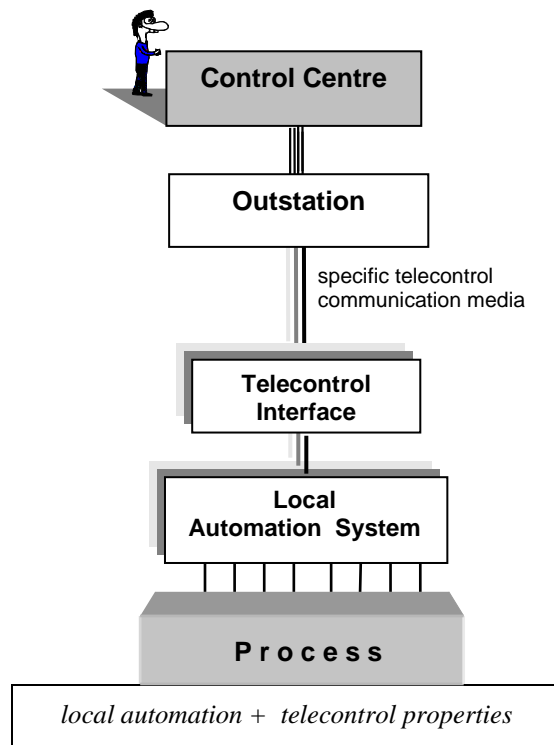 Control Centre
Outstation
specific telecontrol
communication media
Telecontrol
Interface
Local
Automation System
Process
local automation + telecontrol properties